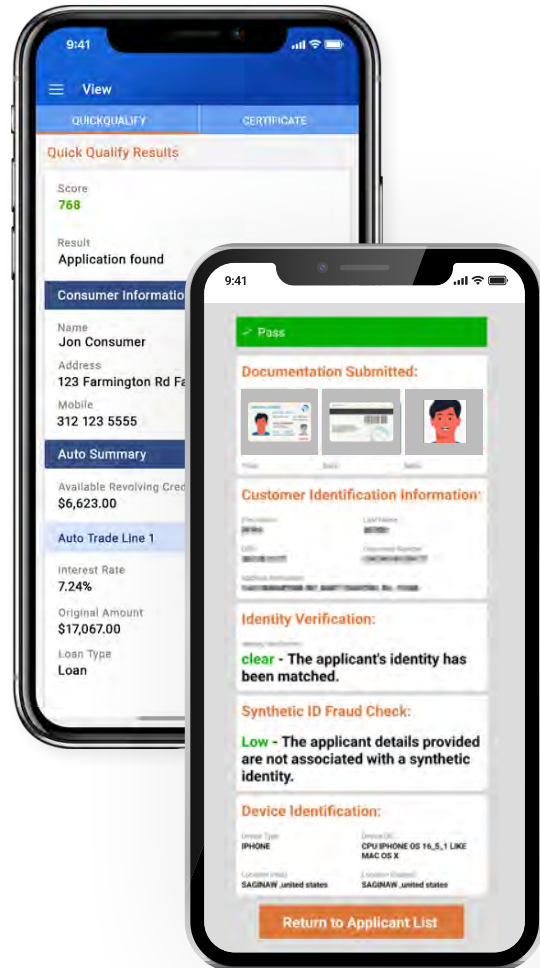 9:41
View
QUICKQUALIFY
CERTIFICATE
Quick Qualify Results
Score
768
Result
Application found
Consumer Informatio
Name
Jon Consumer
Address
123 Farmington Rd Fa
Mobile
312 123 5555
Auto Summary
Available Revolving Cred
$6,623.00
Auto Trade Line 1
Interest Rate
7.24%
Original Amount
$17,067.00
Loan Type
Loan
9:41
Pass
Documentation Submitted:
Customer Identification Information:
Identity Verification:
clear - The applicant's identity has
been matched.
Synthetic ID Fraud Check:
Low - The applicant details provided
are not associated with a synthetic
identity.
Device Identification:
Device Type
Device OS
IPHONE
CPU IPHONE OS 16_5_1 LIKE
MAC OS X
SAGINAW ,united states
SAGINAW ,united states
Return to Applicant List